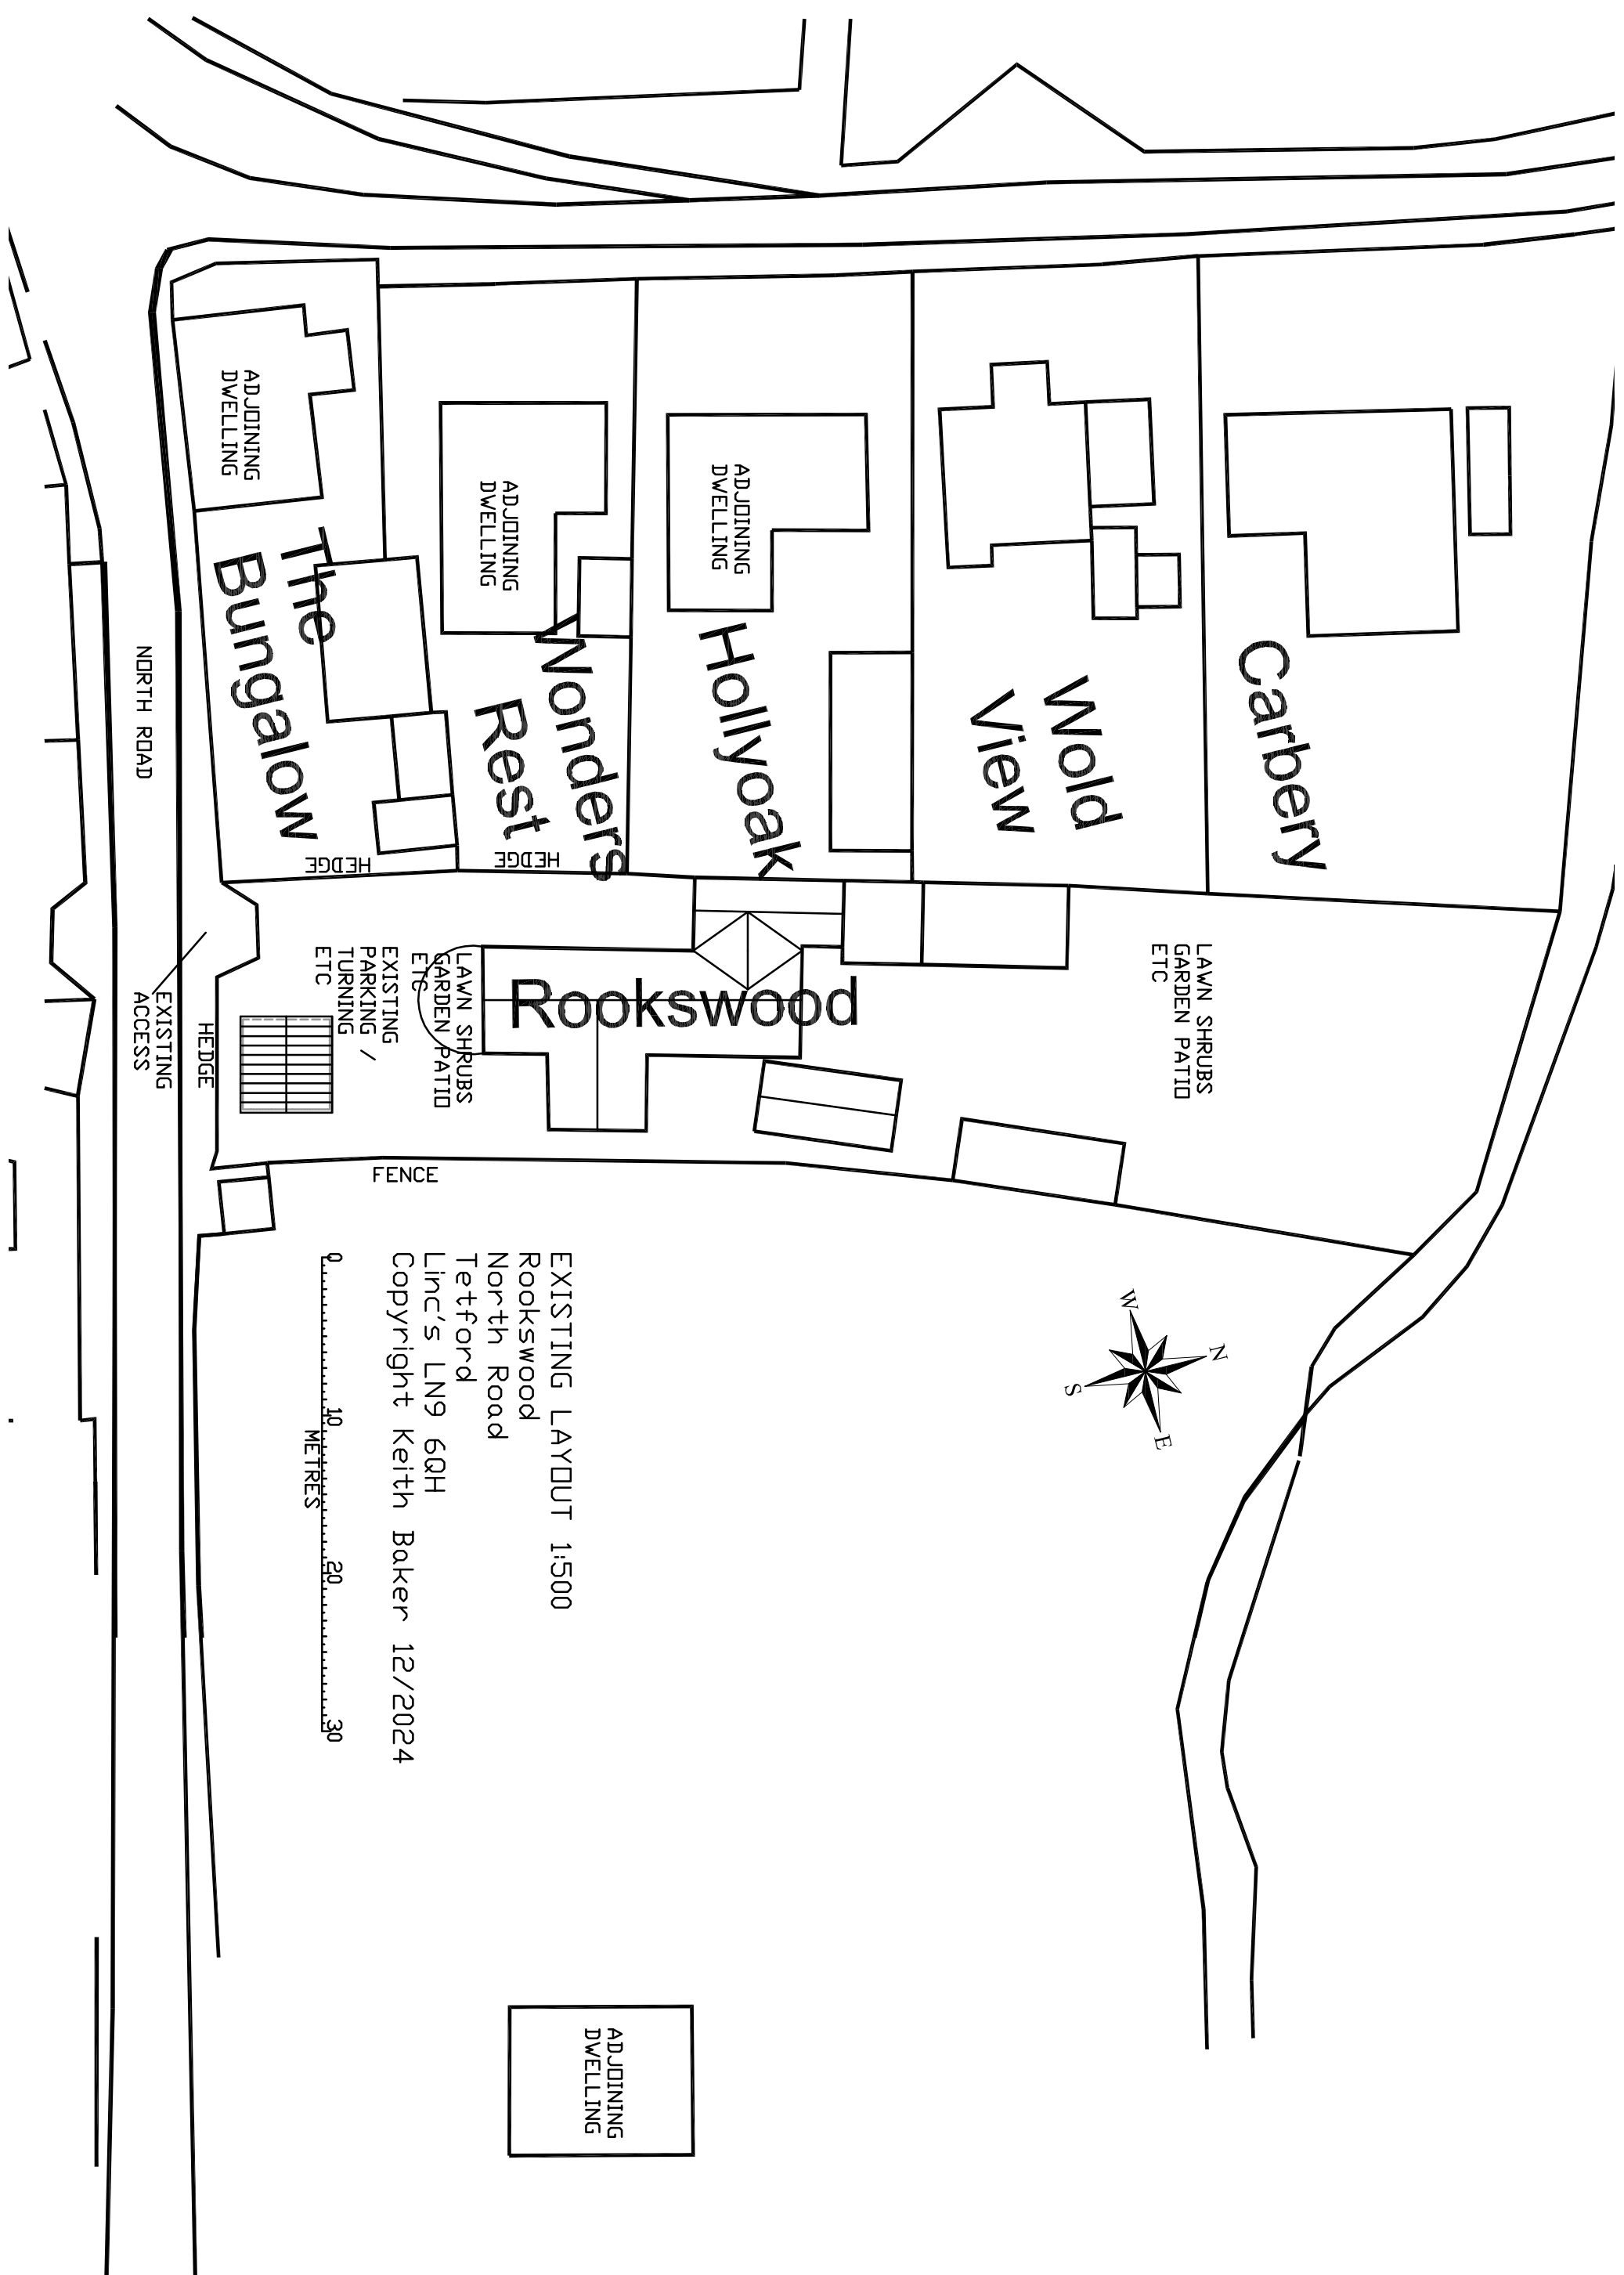 ADJOINING
DWELLING
The
Bungalow
HEDGE
ADJOINING
DWELLING
Wonders
Rest
HEDGE
ADJOINING
DWELLING
Hollyoak
Wold
View
Carbery
NORTH ROAD
EXISTING
ACCESS
HEDGE
EXISTING
PARKING /
TURNING
ETC
LAWN SHRUBS
GARDEN PATIO
ETC
Rookswood
LAWN SHRUBS
GARDEN PATIO
ETC
FENCE
N
E
S
W
EXISTING LAYOUT 1:500
Rookswood
North Road
Tetford
Linc's LN9 6QH
Copyright Keith Baker 12/2024
0 10 20 30
METRES
ADJOINING
DWELLING